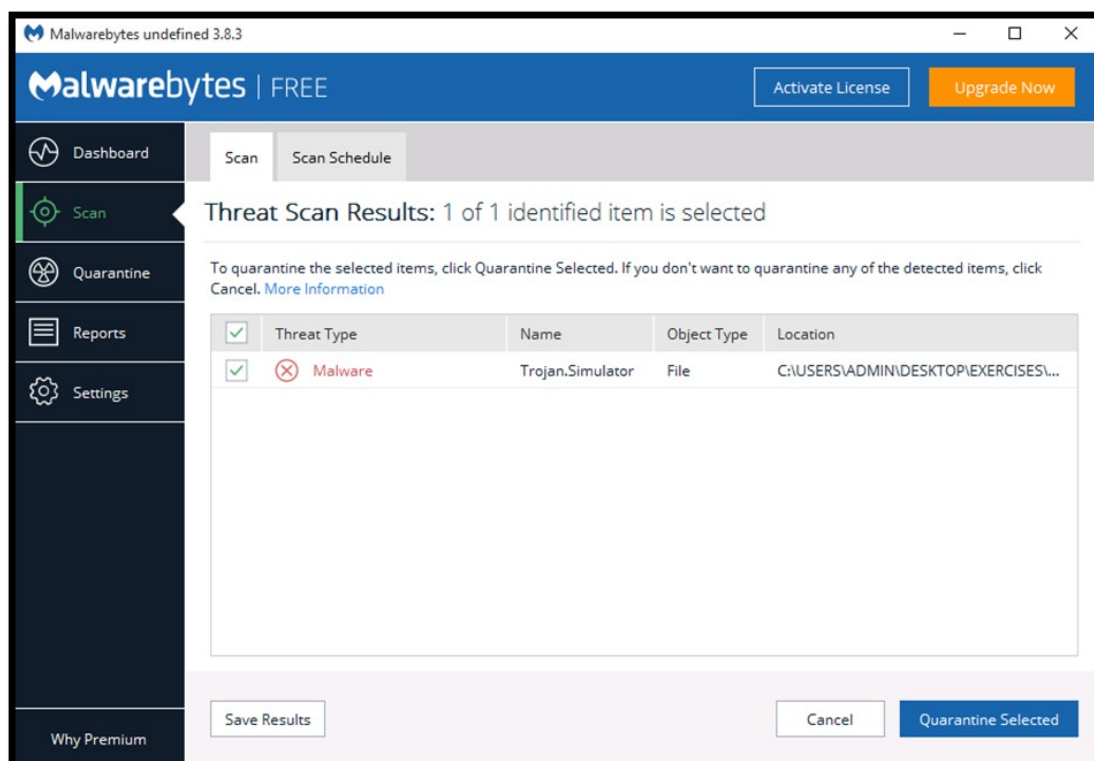 Malwarebytes undefined 3.8.3
Malwarebytes | FREE
Activate License
Upgrade Now
Dashboard
Scan
Quarantine
Reports
Settings
Why Premium
Scan
Scan Schedule
Threat Scan Results: 1 of 1 identified item is selected
To quarantine the selected items, click Quarantine Selected. If you don't want to quarantine any of the detected items, click
Cancel. More Information
Threat Type Name Object Type Location
Malware Trojan.Simulator File C:\USERS\ADMIN\DESKTOP\EXERCISES\...
Save Results
Cancel
Quarantine Selected